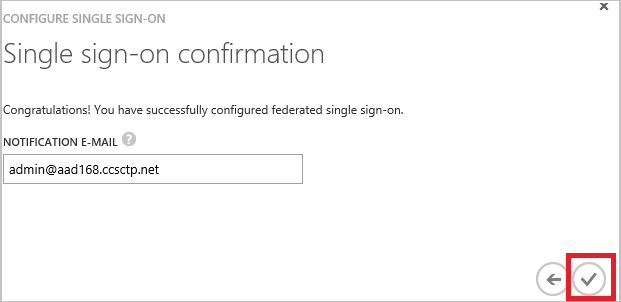 CONFIGURE SINGLE SIGN-ON
Single sign-on confirmation
Congratulations! You have successfully configured federated single sign-on.
NOTIFICATION E-MAIL ?
admin@aad168.ccsctp.net